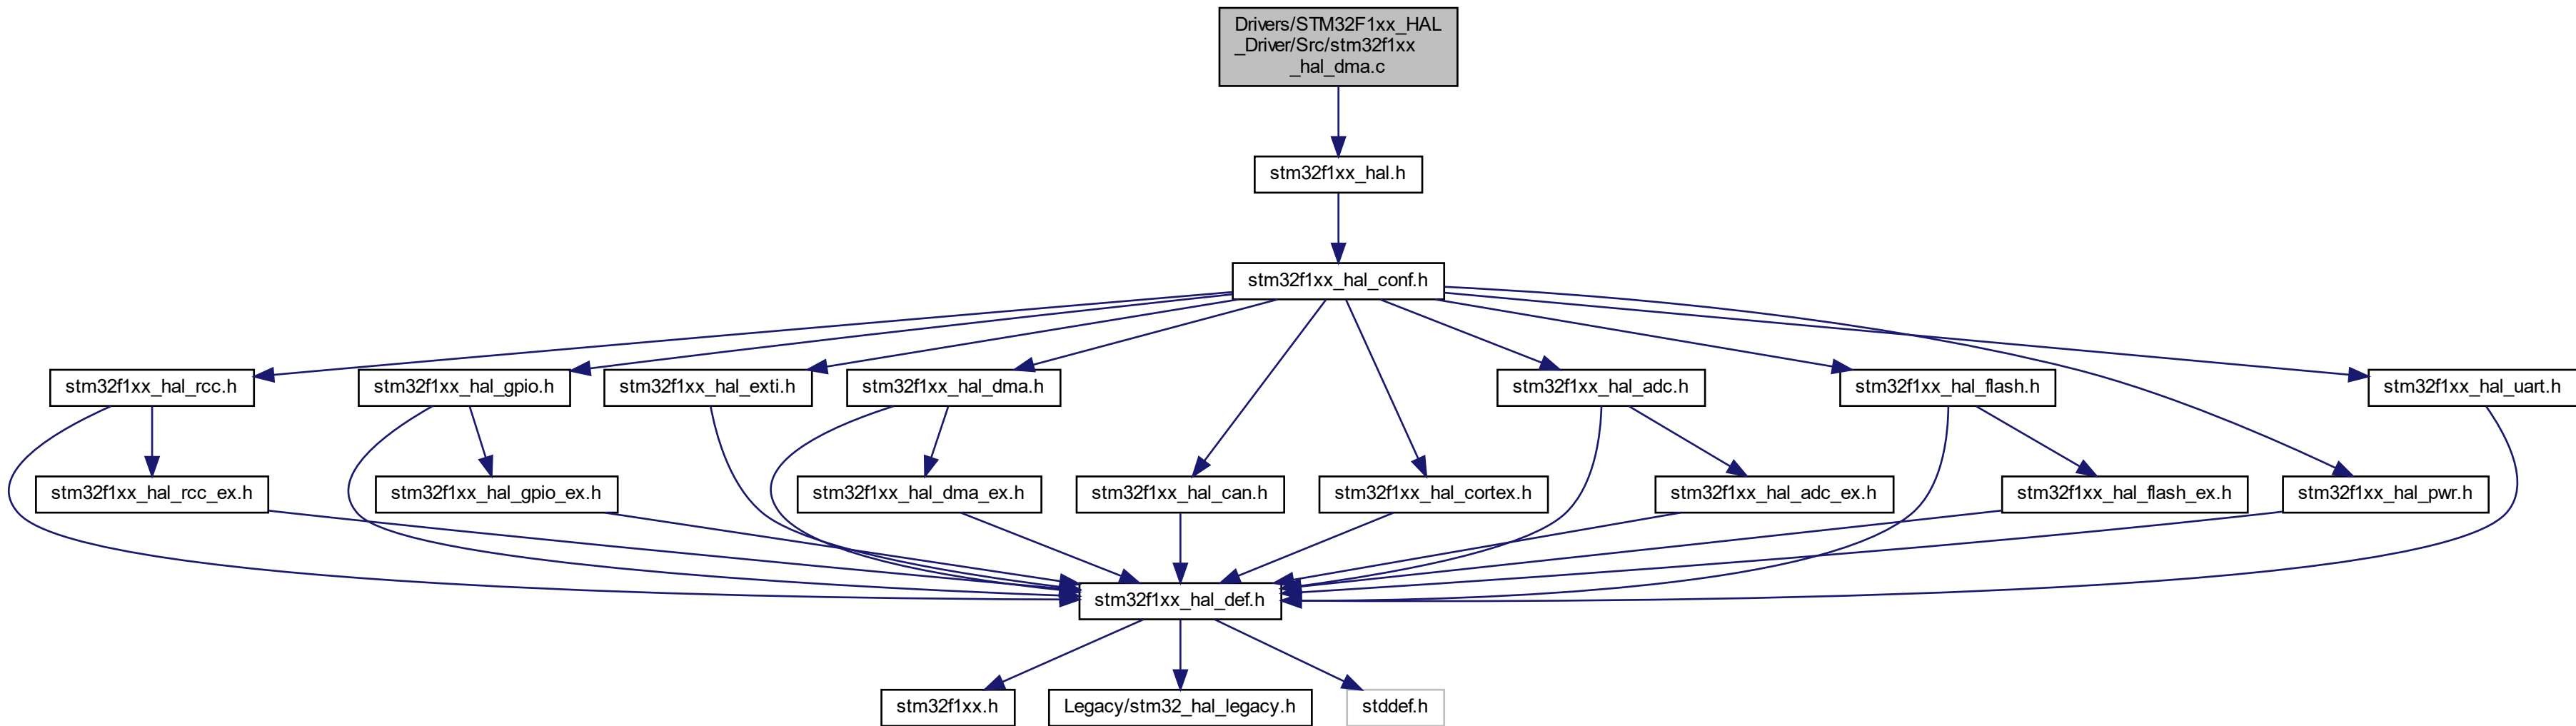 Drivers/STM32F1xx_HAL
_Driver/Src/stm32f1xx
_hal_dma.c
stm32f1xx_hal.h
stm32f1xx_hal_conf.h
stm32f1xx_hal_rcc.h
stm32f1xx_hal_gpio.h
stm32f1xx_hal_exti.h
stm32f1xx_hal_dma.h
stm32f1xx_hal_adc.h
stm32f1xx_hal_flash.h
stm32f1xx_hal_uart.h
stm32f1xx_hal_rcc_ex.h
stm32f1xx_hal_gpio_ex.h
stm32f1xx_hal_dma_ex.h
stm32f1xx_hal_can.h
stm32f1xx_hal_cortex.h
stm32f1xx_hal_adc_ex.h
stm32f1xx_hal_flash_ex.h
stm32f1xx_hal_pwr.h
stm32f1xx_hal_def.h
stm32f1xx.h
Legacy/stm32_hal_legacy.h
stddef.h